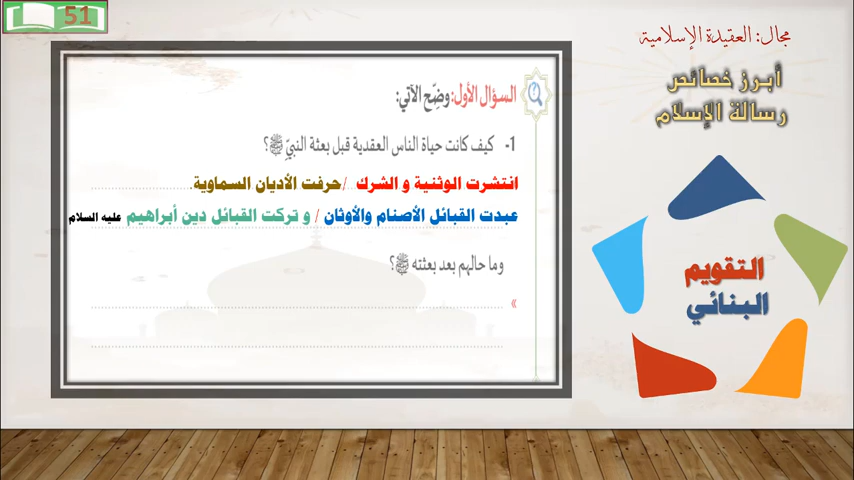 51
مجال: العقيدة الإسلامية
أبرز خصائص
رسالة الإسلام
السؤال الأول: وضّح الآتي:
1- كيف كانت حياة الناس العقدية قبل بعثة النبيّ ﷺ؟
انتشرت الوثنية و الشرك / حرفت الأديان السماوية.
عبدت القبائل الأصنام والأوثان / و تركت القبائل دين أبراهيم عليه السلام
وما حالهم بعد بعثته ﷺ؟
»
التقويم
البنائي